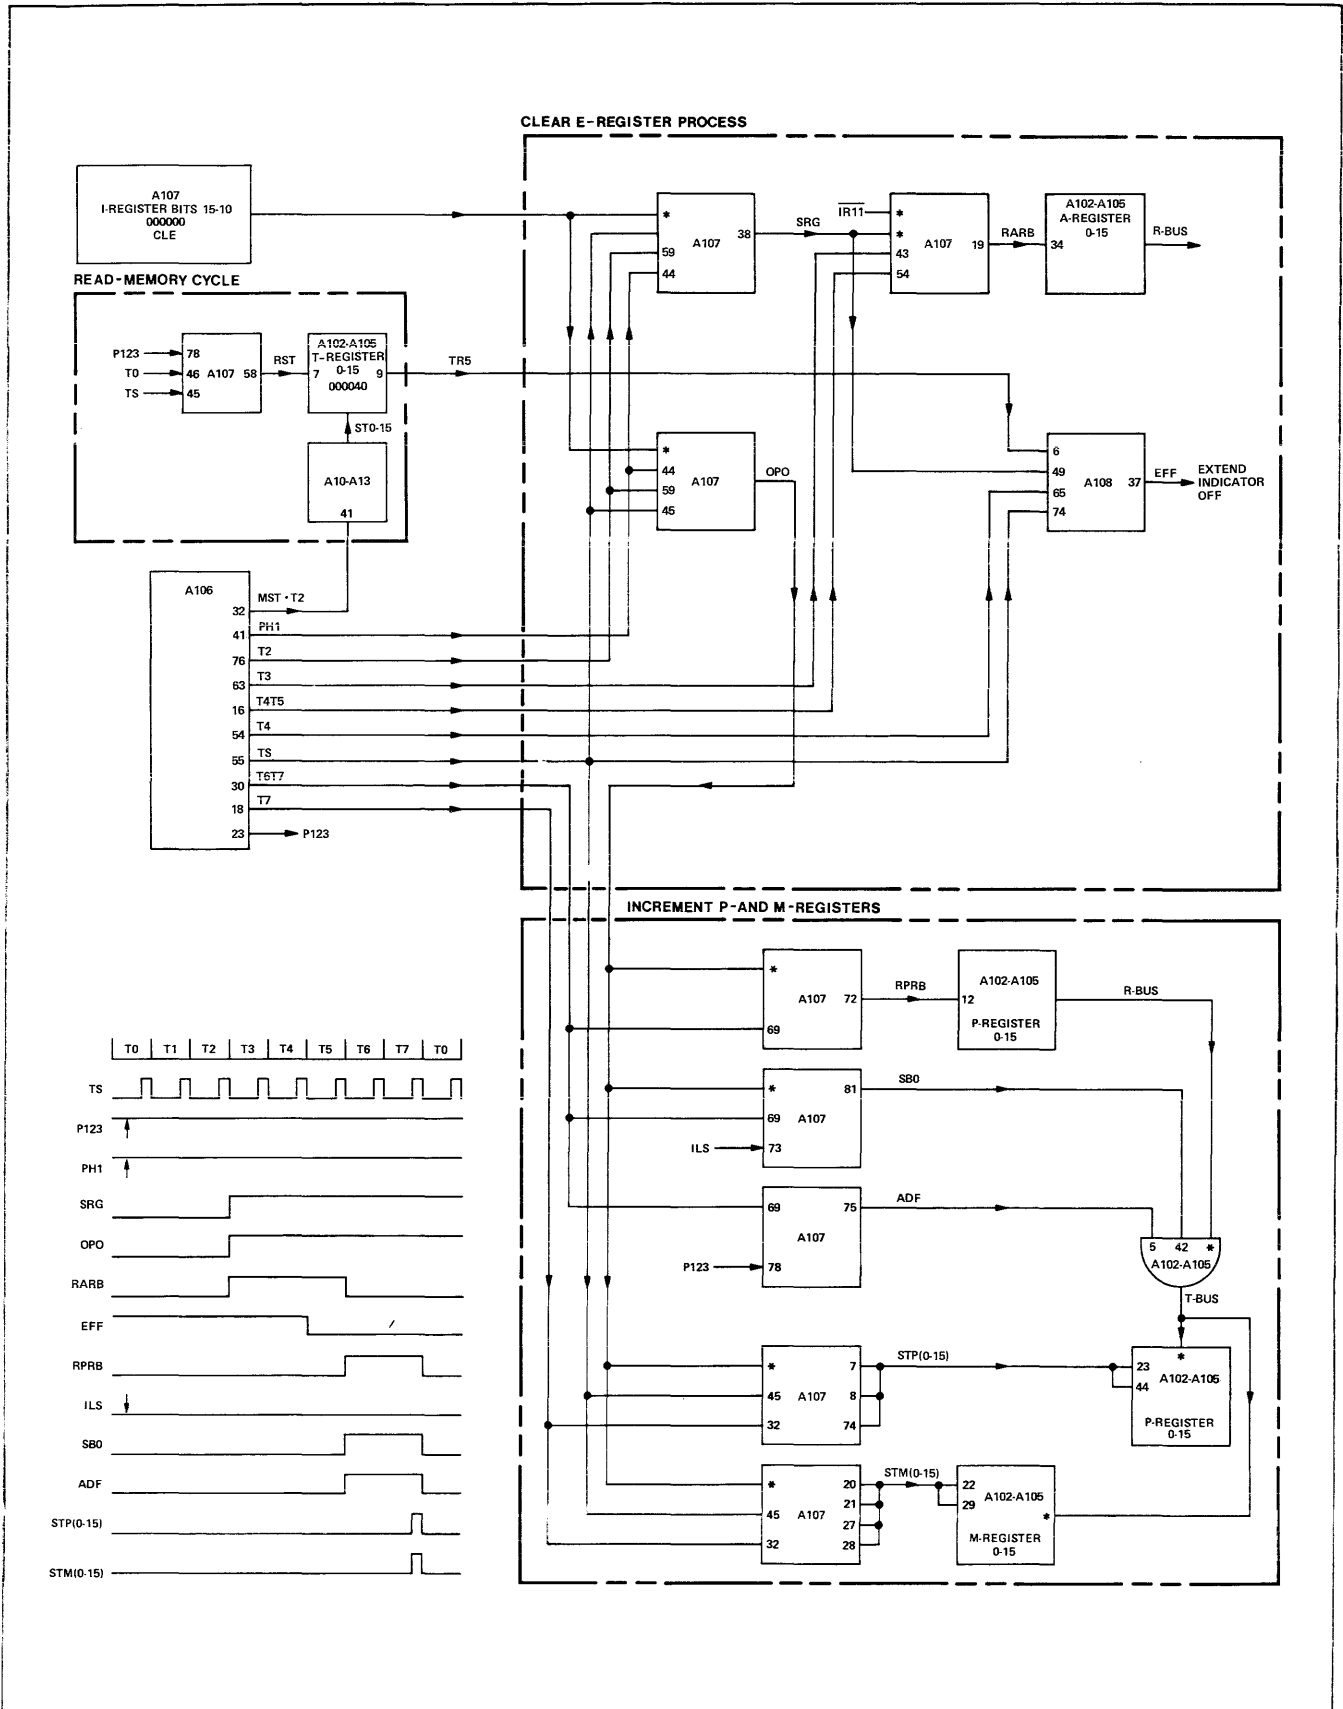 CLEAR E-REGISTER PROCESS
A107
I-REGISTER BITS 15-10
000000
CLE
READ-MEMORY CYCLE
P123
T0
TS
78
46
45
A107
58
RST
A102-A105
T-REGISTER
0-15
000040
7
9
TR5
ST0-15
A10-A13
41
*
59
44
A107
38
SRG
IR11
*
*
43
54
A107
19
RARB
A102-A105
A-REGISTER
0-15
34
R-BUS
*
44
59
45
A107
OPO
6
49
65
74
A108
37
EFF
EXTEND
INDICATOR
OFF
A106
32
MST · T2
41
PH1
76
T2
63
T3
16
T4T5
54
T4
55
TS
30
T6T7
18
T7
23
P123
INCREMENT P-AND M-REGISTERS
*
69
A107
72
RPRB
12
A102-A105
P-REGISTER
0-15
R-BUS
*
69
ILS
73
A107
81
SB0
69
P123
78
A107
75
ADF
5
42
*
A102-A105
T-BUS
*
45
32
A107
7
8
74
STP(0-15)
23
44
*
A102-A105
P-REGISTER
0-15
*
45
32
A107
20
21
27
28
STM(0-15)
22
29
A102-A105
*
M-REGISTER
0-15
T0 T1 T2 T3 T4 T5 T6 T7 T0
TS
P123
PH1
SRG
OPO
RARB
EFF
RPRB
ILS
SB0
ADF
STP(0-15)
STM(0-15)